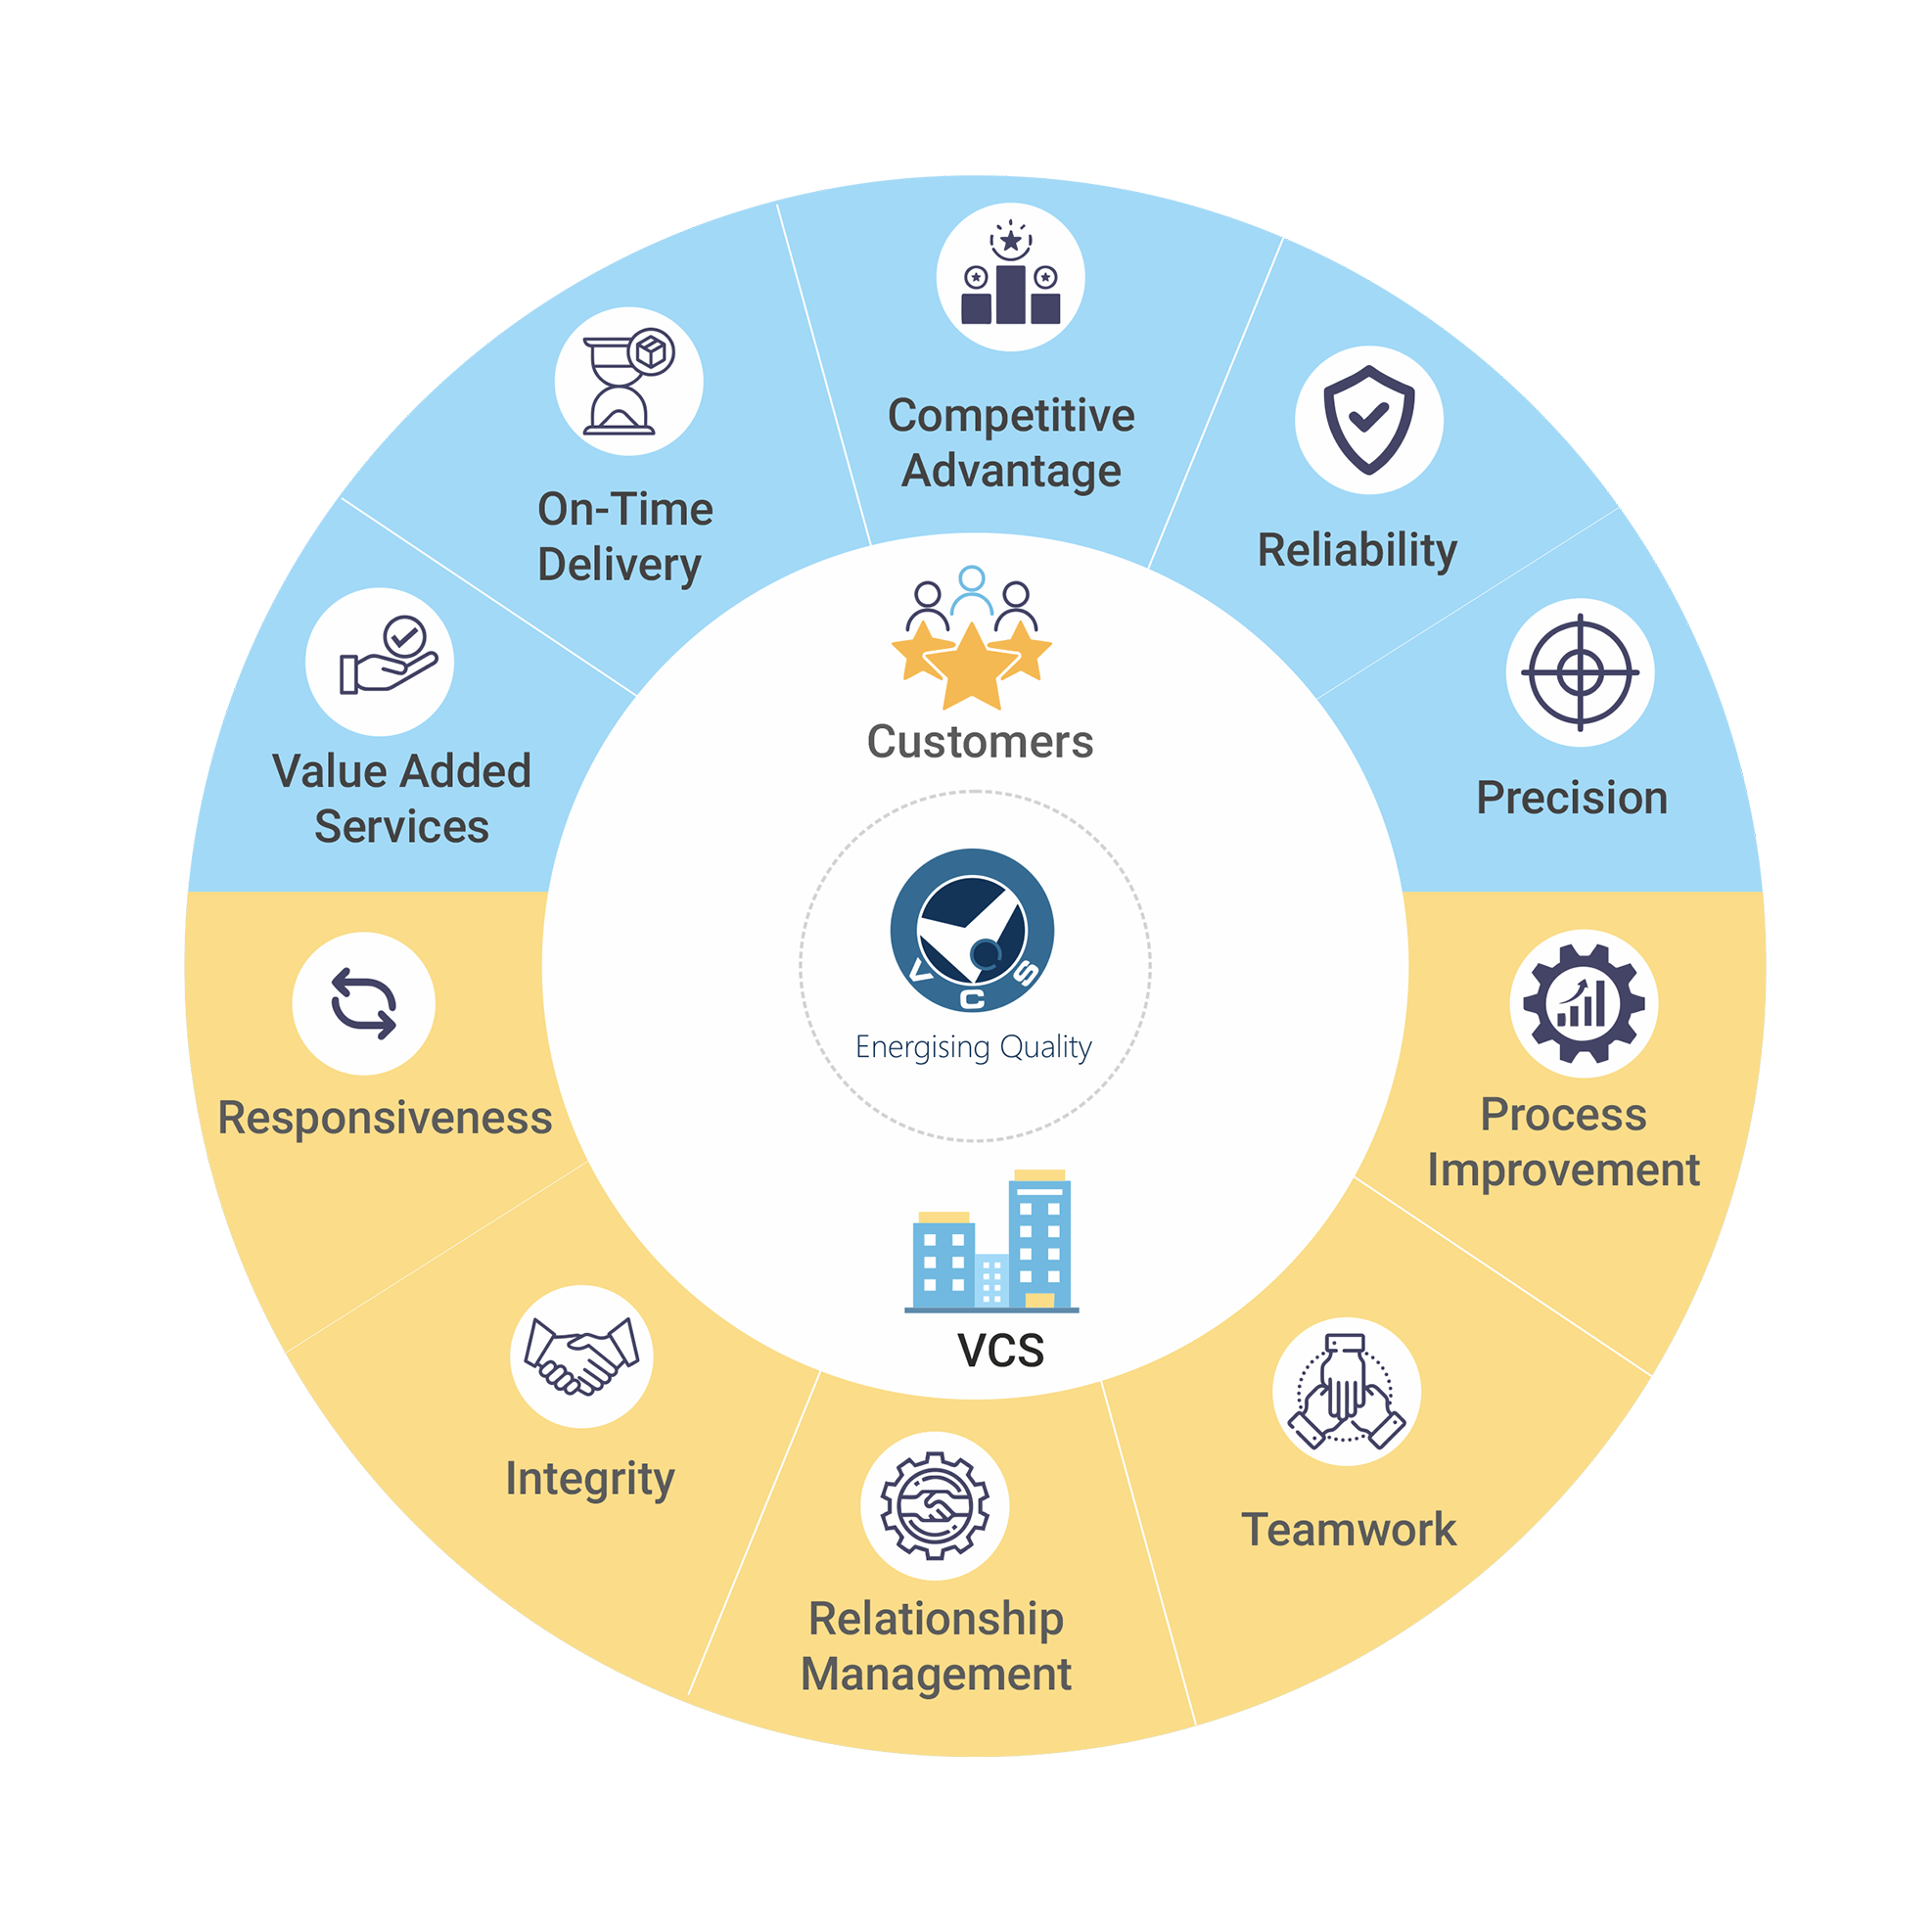 Competitive
Advantage
On-Time
Delivery
Reliability
Value Added
Services
Precision
Customers
V C S
Energising Quality
Responsiveness
Process
Improvement
VCS
Integrity
Teamwork
Relationship
Management